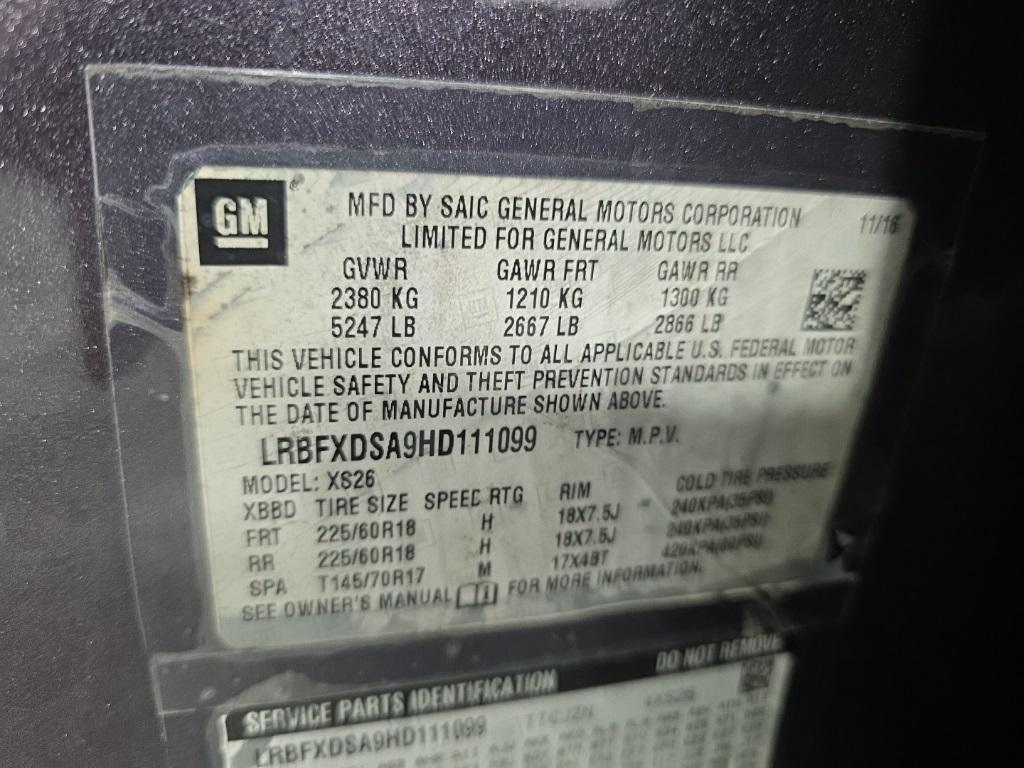 GM
MFD BY SAIC GENERAL MOTORS CORPORATION 11/16
LIMITED FOR GENERAL MOTORS LLC
GVWR GAWR FRT GAWR RR
2380 KG 1210 KG 1300 KG
5247 LB 2667 LB 2866 LB
THIS VEHICLE CONFORMS TO ALL APPLICABLE U.S. FEDERAL MOTOR
VEHICLE SAFETY AND THEFT PREVENTION STANDARDS IN EFFECT ON
THE DATE OF MANUFACTURE SHOWN ABOVE.
LRBFXDSA9HD111099 TYPE: M.P.V.
MODEL: XS26
XBBD TIRE SIZE SPEED RTG RIM COLD TIRE PRESSURE
FRT 225/60R18 H 18X7.5J 240KPA(35PSI)
RR 225/60R18 H 18X7.5J 240KPA(35PSI)
SPA T145/70R17 M 17X4BT 420KPA(60PSI)
SEE OWNER'S MANUAL FOR MORE INFORMATION.
SERVICE PARTS IDENTIFICATION DO NOT REMOVE
LRBFXDSA9HD111099